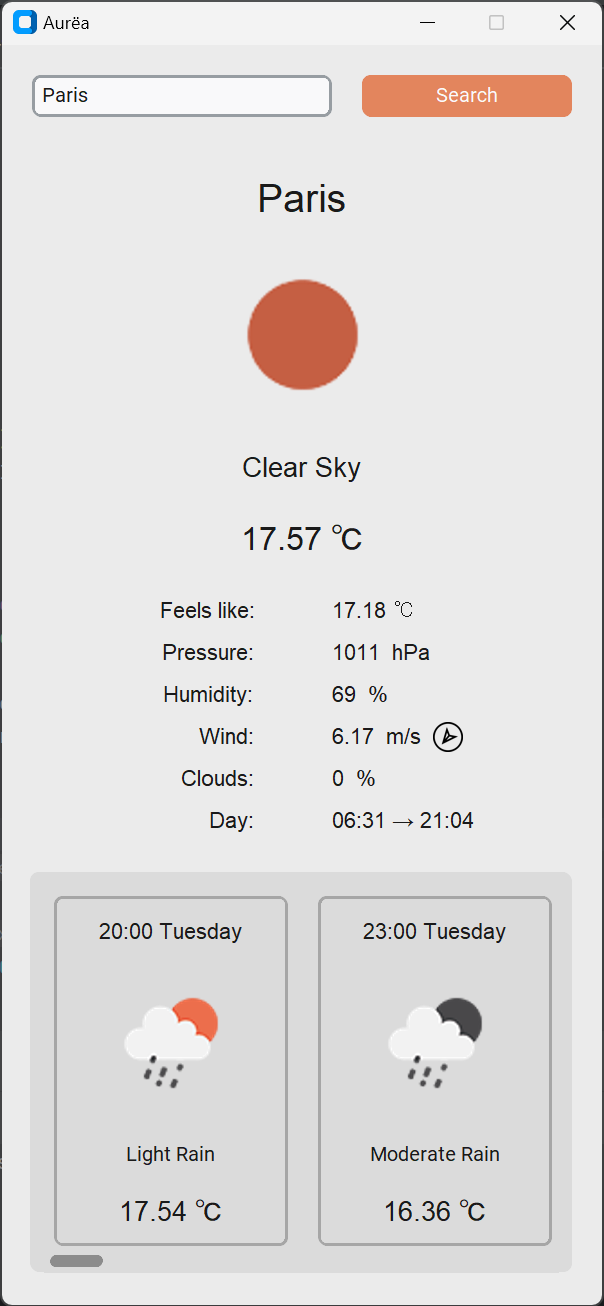 Aurëa
Paris Search
Paris
Clear Sky
17.57 ℃
Feels like: 17.18 ℃
Pressure: 1011 hPa
Humidity: 69 %
Wind: 6.17 m/s
Clouds: 0 %
Day: 06:31 → 21:04
20:00 Tuesday
Light Rain
17.54 ℃
23:00 Tuesday
Moderate Rain
16.36 ℃